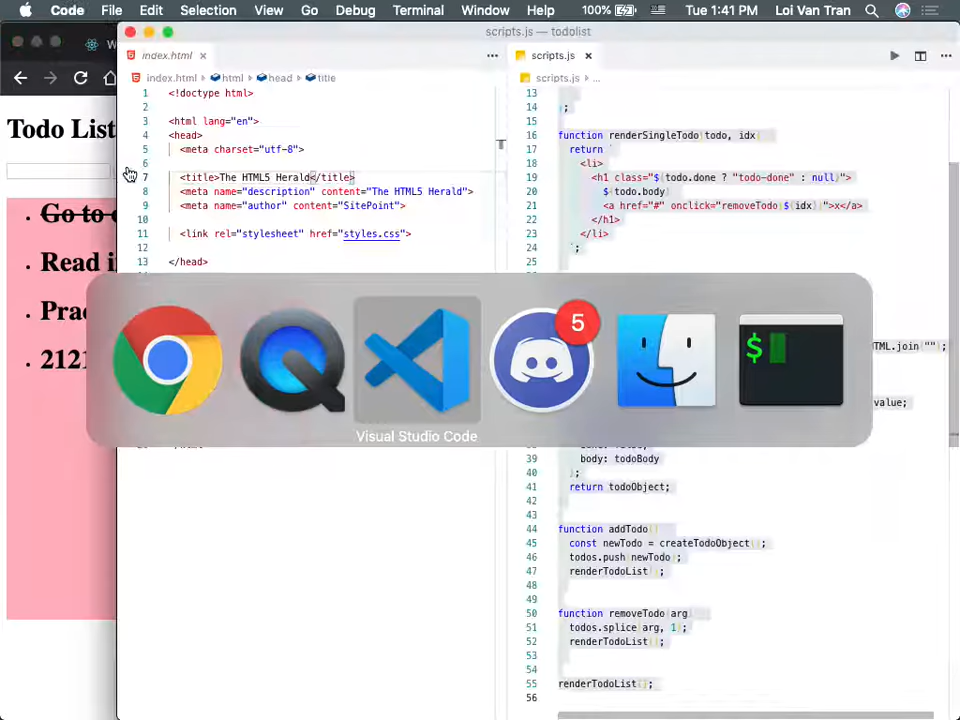 Code File Edit Selection View Go Debug Terminal Window Help 100% Tue 1:41 PM Loi Van Tran
scripts.js — todolist
index.html
scripts.js
index.html > html > head > title
scripts.js > ...
Todo List
Go to
Read i
Prac
2121
1 <!doctype html>
2
3 <html lang="en">
4 <head>
5 <meta charset="utf-8">
6
7 <title>The HTML5 Herald</title>
8 <meta name="description" content="The HTML5 Herald">
9 <meta name="author" content="SitePoint">
10
11 <link rel="stylesheet" href="styles.css">
12
13 </head>
13
14 };
15
16 function renderSingleTodo(todo, idx)
17 return `
18 <li>
19 <h1 class="${todo.done ? "todo-done" : null}">
20 ${todo.body}
21 <a href="#" onclick="removeTodo(${idx})">x</a>
22 </h1>
23 </li>
24 `;
25
HTML.join("");
value;
5
Visual Studio Code
$
39 body: todoBody
40 };
41 return todoObject;
42
43
44 function addTodo()
45 const newTodo = createTodoObject();
46 todos.push(newTodo);
47 renderTodoList();
48
49
50 function removeTodo(arg)
51 todos.splice(arg, 1);
52 renderTodoList();
53
54
55 renderTodoList();
56